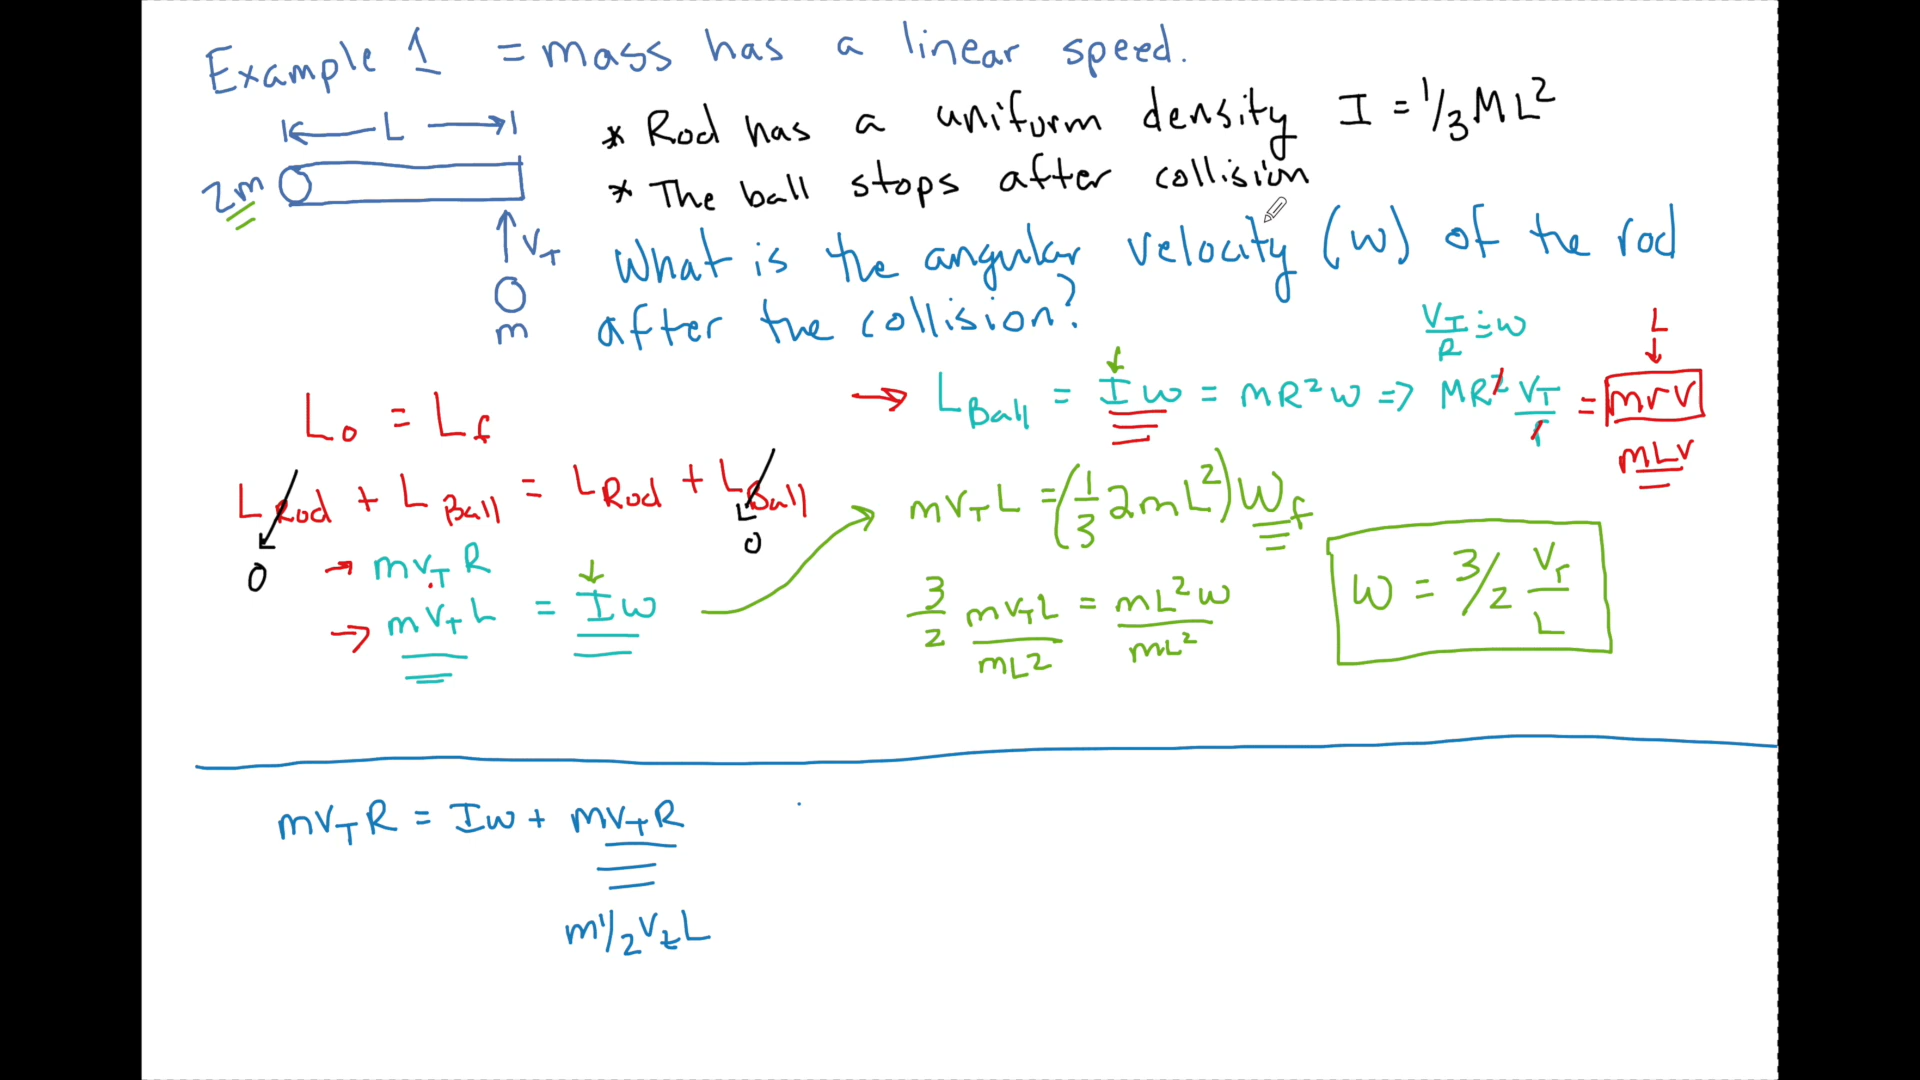 Example 1 = mass has a linear speed.
L
* Rod has a uniform density I = 1/3 ML²
2m
* The ball stops after collision
V_T
What is the angular velocity (w) of the rod
m
after the collision?
V_T/R = w
L
L_o = L_f
→ L_Ball = Iw = mR²w => MR² V_T/r = mrv
mLv
L_Rod + L_Ball = L_Rod + L_Ball
0
0
→ mv_T R
→ mv_T L = Iw
mv_T L = (1/3 2mL²) w_f
3/2 mv_T L/mL² = mL²w/mL²
w = 3/2 V_r/L
mv_T R = Iw + mv_T R
m 1/2 v_t L